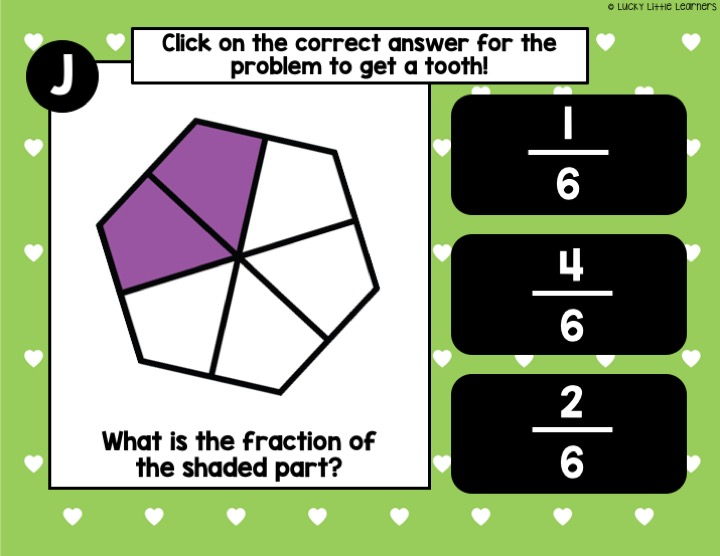 © Lucky Little Learners
Click on the correct answer for the
problem to get a tooth!
J
What is the fraction of
the shaded part?
1
6
4
6
2
6